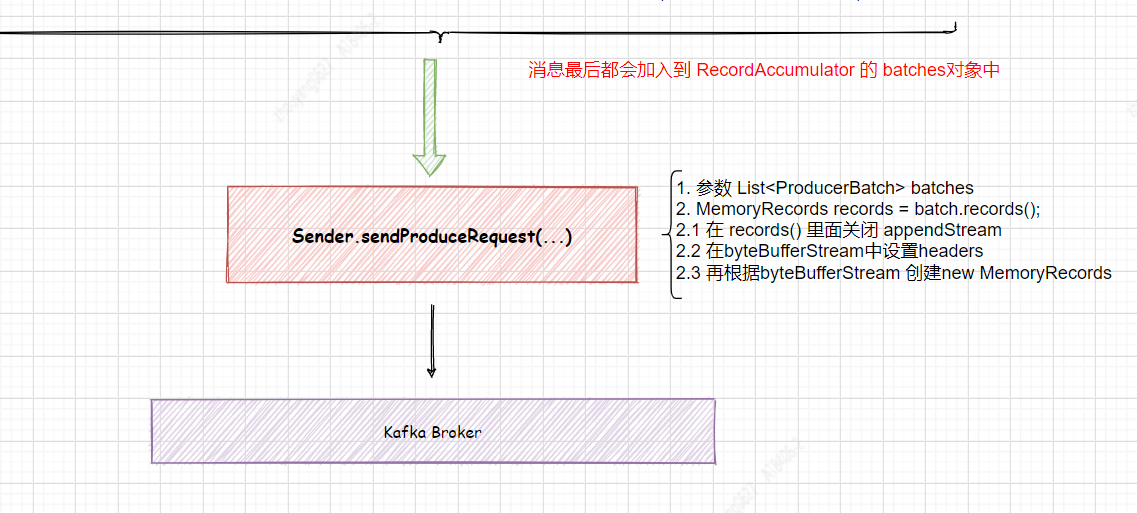 消息最后都会加入到 RecordAccumulator 的 batches对象中
1. 参数 List<ProducerBatch> batches
2. MemoryRecords records = batch.records();
2.1 在 records() 里面关闭 appendStream
2.2 在byteBufferStream中设置headers
2.3 再根据byteBufferStream 创建new MemoryRecords
Sender.sendProduceRequest(...)
Kafka Broker